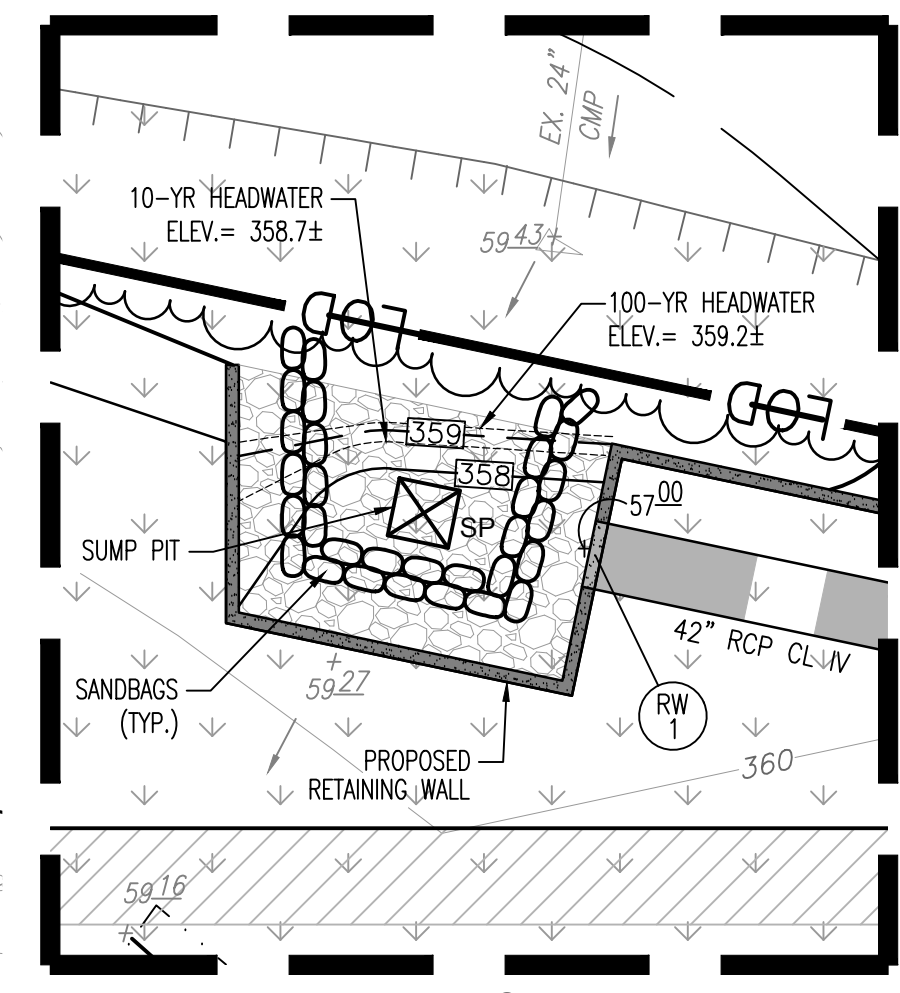 EX. 24"
CMP
10-YR HEADWATER
ELEV.= 358.7±
59 43
100-YR HEADWATER
ELEV.= 359.2±
LOD
LOD
359
358
57 00
SP
SUMP PIT
42" RCP CL IV
59 27
SANDBAGS
(TYP.)
RW
1
PROPOSED
RETAINING WALL
360
59 16